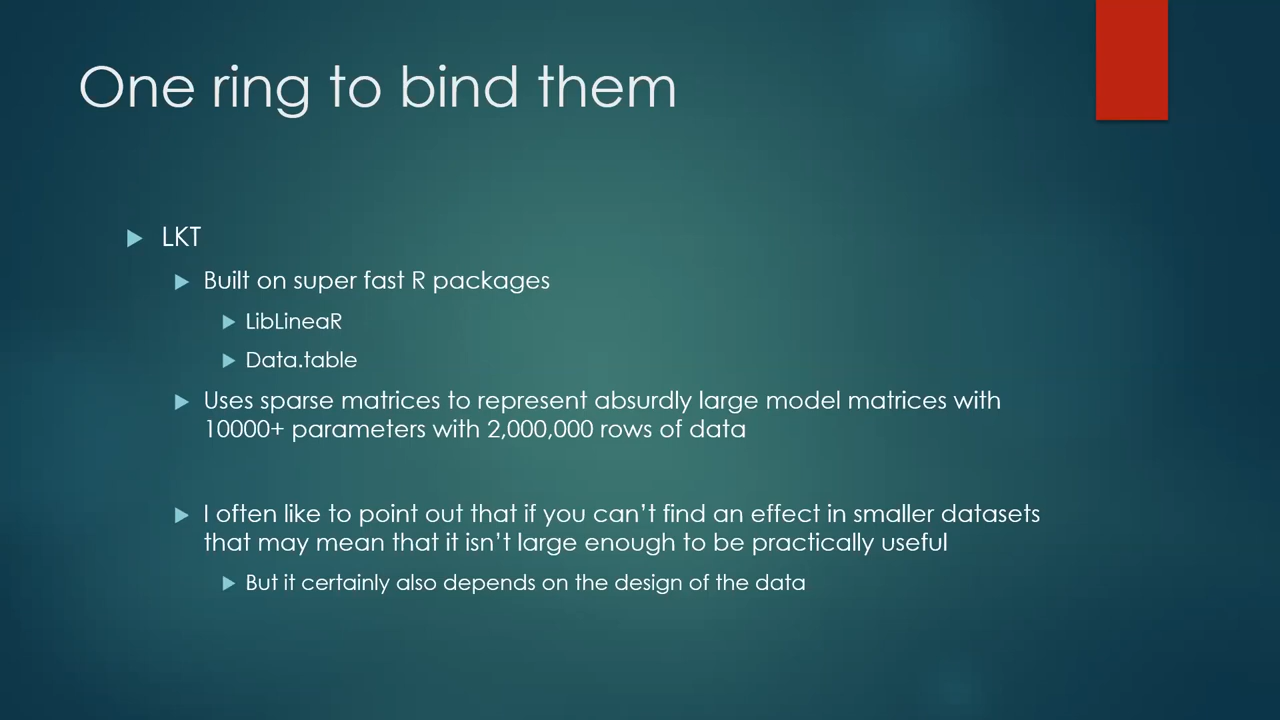 One ring to bind them
LKT
Built on super fast R packages
LibLineaR
Data.table
Uses sparse matrices to represent absurdly large model matrices with
10000+ parameters with 2,000,000 rows of data
I often like to point out that if you can’t find an effect in smaller datasets
that may mean that it isn’t large enough to be practically useful
But it certainly also depends on the design of the data